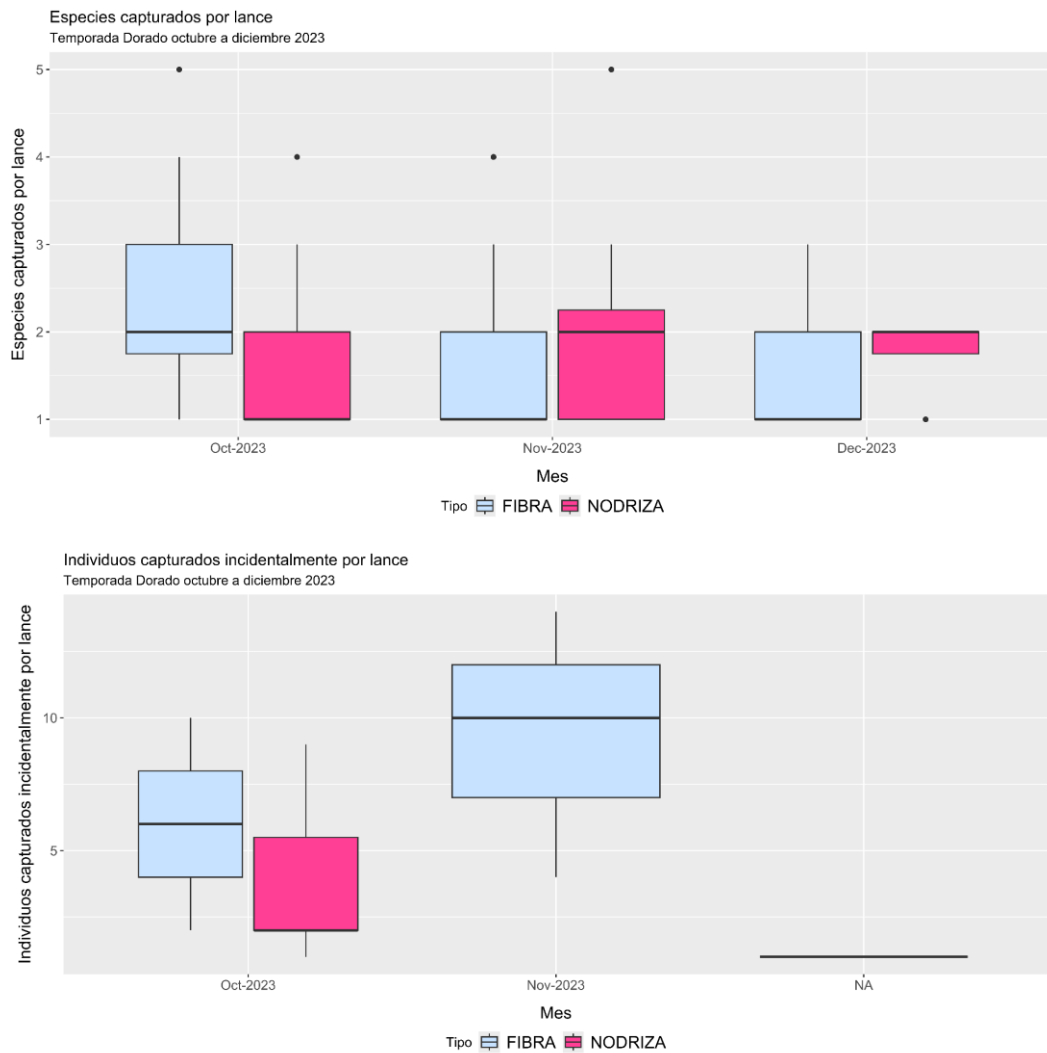 Especies capturados por lance
Temporada Dorado octubre a diciembre 2023
Especies capturados por lance
5
4
3
2
1
Oct-2023 Nov-2023 Dec-2023
Mes
Tipo FIBRA NODRIZA
Individuos capturados incidentalmente por lance
Temporada Dorado octubre a diciembre 2023
Individuos capturados incidentalmente por lance
10
5
Oct-2023 Nov-2023 NA
Mes
Tipo FIBRA NODRIZA